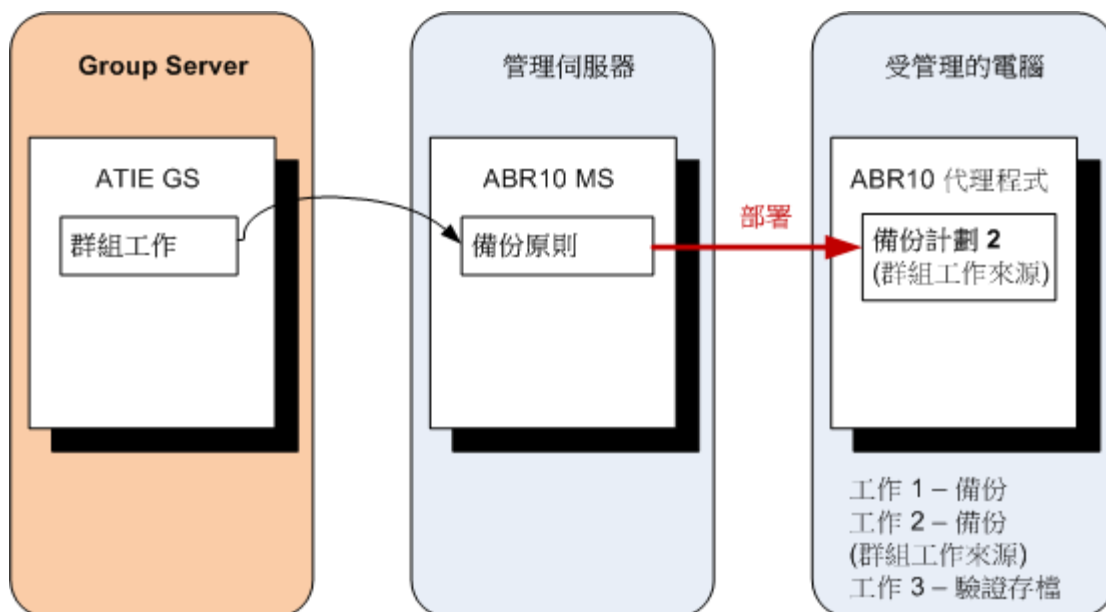 Group Server
ATIE GS
群組工作
管理伺服器
ABR10 MS
備份原則
部署
受管理的電腦
ABR10 代理程式
備份計劃 2
(群組工作來源)
工作 1 – 備份
工作 2 – 備份
(群組工作來源)
工作 3 – 驗證存檔